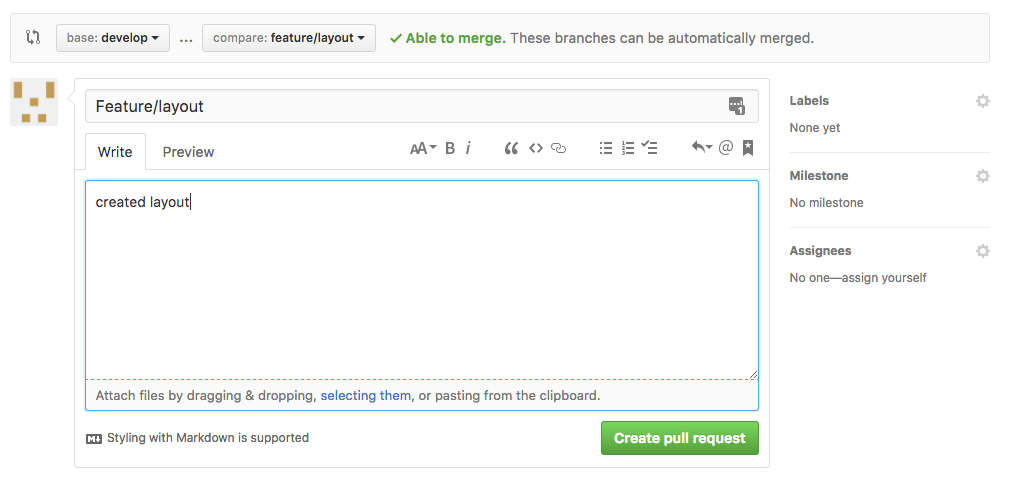 base: develop ... compare: feature/layout Able to merge. These branches can be automatically merged.
Feature/layout 1
Write Preview AA B i @
created layout
Attach files by dragging & dropping, selecting them, or pasting from the clipboard.
Styling with Markdown is supported Create pull request
Labels
None yet
Milestone
No milestone
Assignees
No one—assign yourself